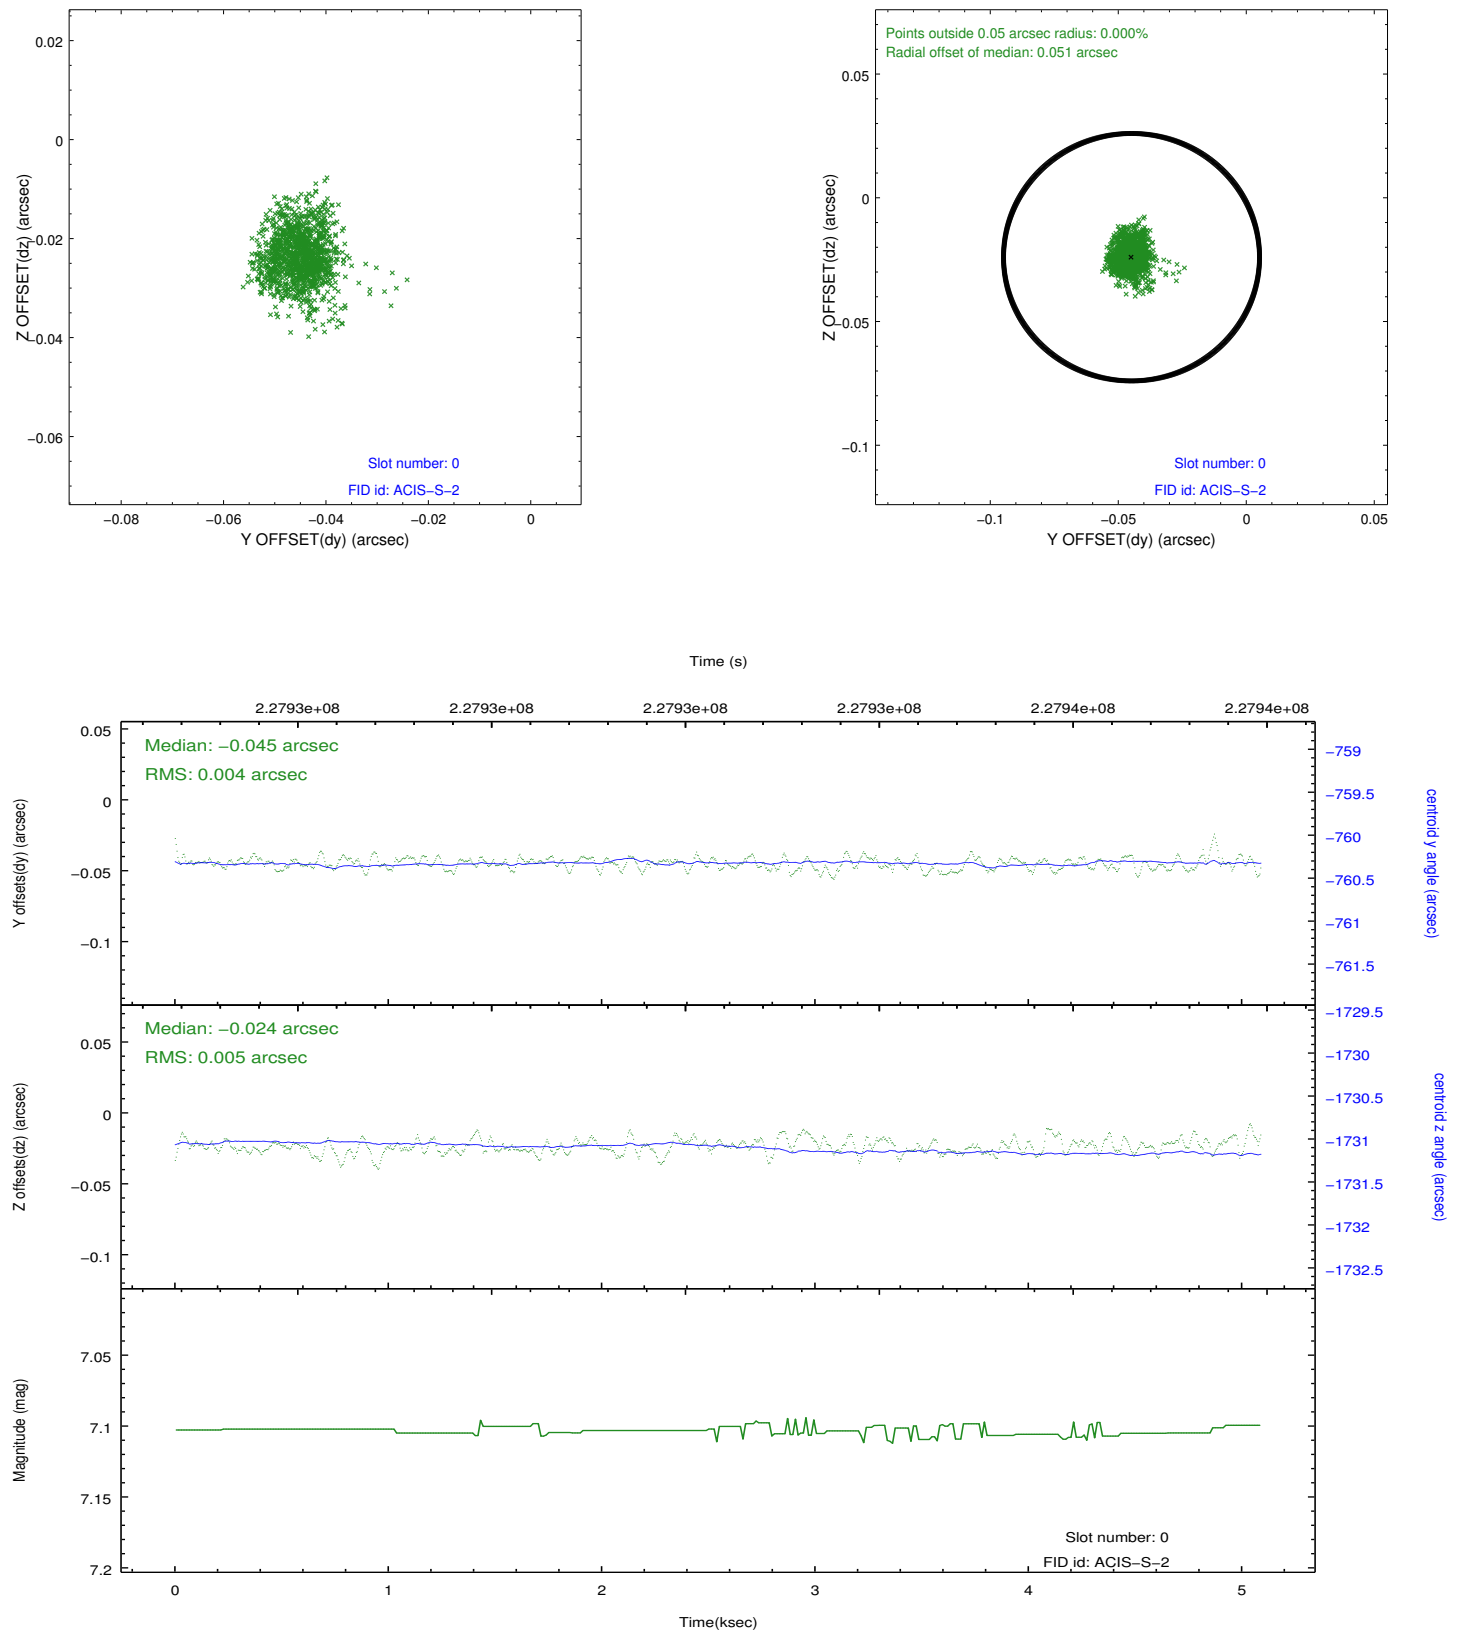 0.02
0
−0.02
−0.04
−0.06
Z OFFSET(dz) (arcsec)
Slot number: 0
FID id: ACIS−S−2
−0.08
−0.06
−0.04
−0.02
0
Y OFFSET(dy) (arcsec)
Points outside 0.05 arcsec radius: 0.000%
Radial offset of median: 0.051 arcsec
0.05
0
−0.05
−0.1
Z OFFSET(dz) (arcsec)
Slot number: 0
FID id: ACIS−S−2
−0.1
−0.05
0
0.05
Y OFFSET(dy) (arcsec)
Time (s)
2.2793e+08
2.2793e+08
2.2793e+08
2.2793e+08
2.2794e+08
2.2794e+08
Median: −0.045 arcsec
RMS: 0.004 arcsec
0.05
0
−0.05
−0.1
Y offsets(dy) (arcsec)
−759
−759.5
−760
−760.5
−761
−761.5
centroid y angle (arcsec)
Median: −0.024 arcsec
RMS: 0.005 arcsec
0.05
0
−0.05
−0.1
Z offsets(dz) (arcsec)
−1729.5
−1730
−1730.5
−1731
−1731.5
−1732
−1732.5
centroid z angle (arcsec)
7.05
7.1
7.15
7.2
Magnitude (mag)
Slot number: 0
FID id: ACIS−S−2
0
1
2
3
4
5
Time(ksec)